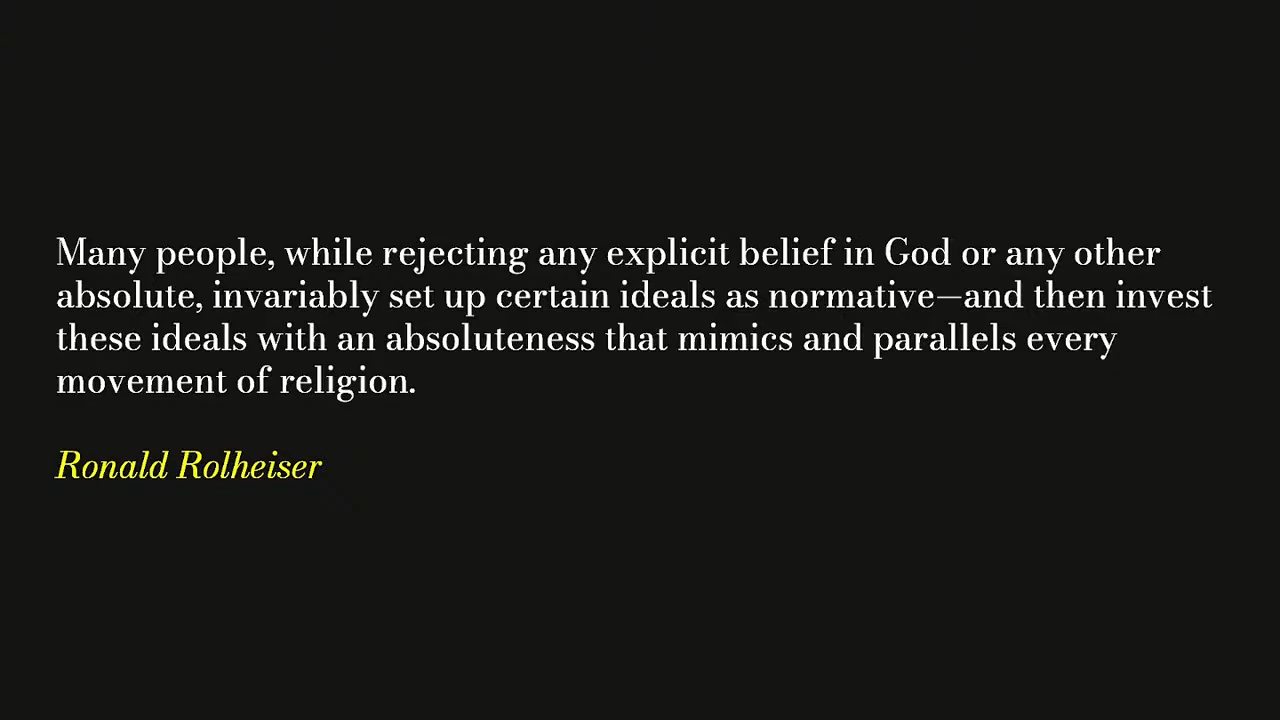 Many people, while rejecting any explicit belief in God or any other
absolute, invariably set up certain ideals as normative—and then invest
these ideals with an absoluteness that mimics and parallels every
movement of religion.
Ronald Rolheiser